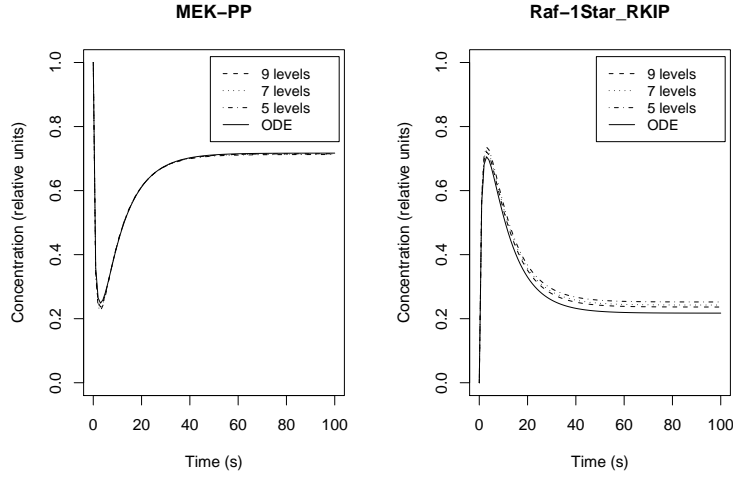 MEK−PP
Concentration (relative units)
1.0
0.8
0.6
0.4
0.2
0.0
9 levels
7 levels
5 levels
ODE
0 20 40 60 80 100
Time (s)
Raf−1Star_RKIP
Concentration (relative units)
1.0
0.8
0.6
0.4
0.2
0.0
9 levels
7 levels
5 levels
ODE
0 20 40 60 80 100
Time (s)